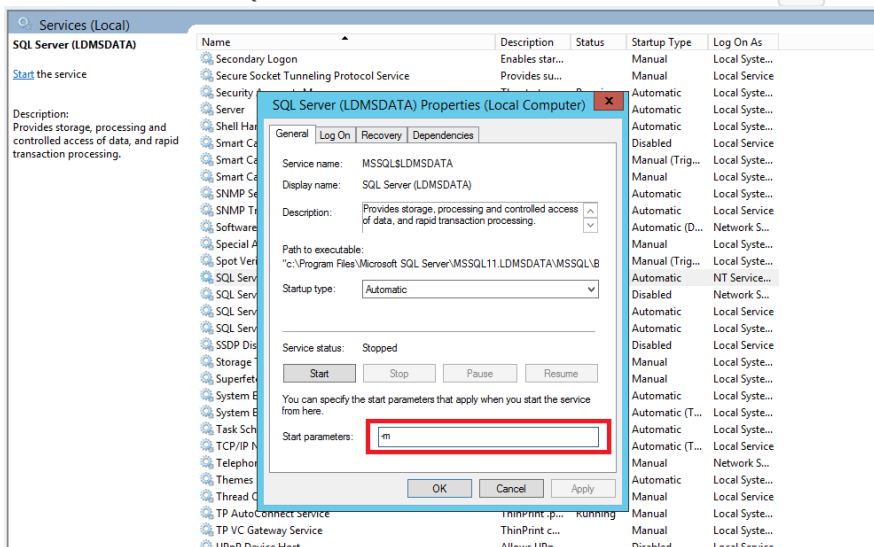 Services (Local)
SQL Server (LDMSDATA)
Start the service
Description:
Provides storage, processing and
controlled access of data, and rapid
transaction processing.
Name Description Status Startup Type Log On As
Secondary Logon Enables star... Manual Local Syste...
Secure Socket Tunneling Protocol Service Provides su... Manual Local Service
Security Automatic Local Syste...
Server Automatic Local Syste...
Shell Har Automatic Local Syste...
Smart Ca Disabled Local Service
Smart Ca Manual (Trig... Local Syste...
Smart Ca Manual Local Syste...
SNMP Se Automatic Local Syste...
SNMP Tr Automatic Local Service
Software Automatic (D... Network S...
Special A Manual Local Syste...
Spot Veri Manual (Trig... Local Syste...
SQL Serv Automatic NT Service...
SQL Serv Disabled Network S...
SQL Serv Automatic Local Service
SQL Serv Automatic Local Syste...
SSDP Dis Disabled Local Service
Storage Manual Local Syste...
Superfet Manual Local Syste...
System E Automatic Local Syste...
System E Automatic (T... Local Syste...
Task Sch Automatic Local Syste...
TCP/IP N Automatic (T... Local Service
Telephor Manual Network S...
Themes Automatic Local Syste...
Thread O Manual Local Service
TP AutoConnect Service ThinPrint .p... Running Manual Local Syste...
TP VC Gateway Service ThinPrint c... Manual Local Syste...
UPnP Device Host Allows UPn... Disabled Local Service
SQL Server (LDMSDATA) Properties (Local Computer)
x
General Log On Recovery Dependencies
Service name: MSSQL$LDMSDATA
Display name: SQL Server (LDMSDATA)
Description: Provides storage, processing and controlled access
of data, and rapid transaction processing.
Path to executable:
"c:\Program Files\Microsoft SQL Server\MSSQL11.LDMSDATA\MSSQL\B
Startup type: Automatic
Service status: Stopped
Start Stop Pause Resume
You can specify the start parameters that apply when you start the service
from here.
Start parameters: -m
OK Cancel Apply